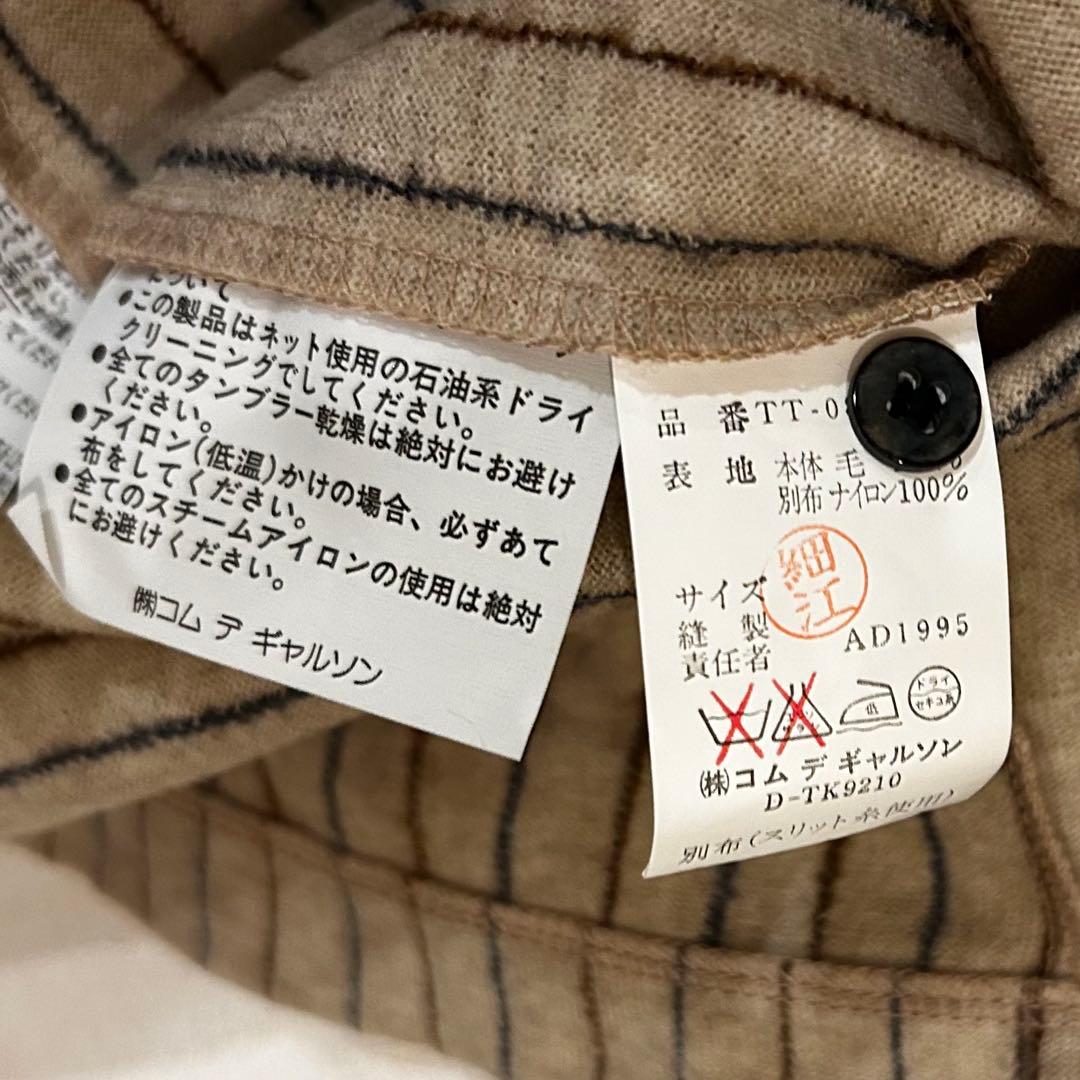 ついて
●この製品はネット使用の石油系ドライ
クリーニングでしてください。
●全てのタンブラー乾燥は絶対にお避け
ください。
●アイロン(低温)かけの場合、必ずあて
布をしてください。
●全てのスチームアイロンの使用は絶対
にお避けください。
㈱コム デ ギャルソン
品 番 TT-0
表 地 本体 毛
別布 ナイロン100%
細江
サイズ
縫 製
責任者
AD1995
低
ドライ
セキユ系
(株)コム デ ギャルソン
D-TK9210
別布(スリット糸使用)